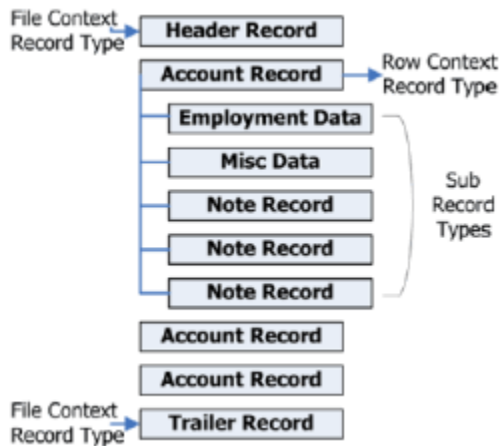 File Context
Record Type
Header Record
Account Record
Row Context
Record Type
Employment Data
Misc Data
Note Record
Note Record
Note Record
Sub
Record
Types
Account Record
Account Record
File Context
Record Type
Trailer Record